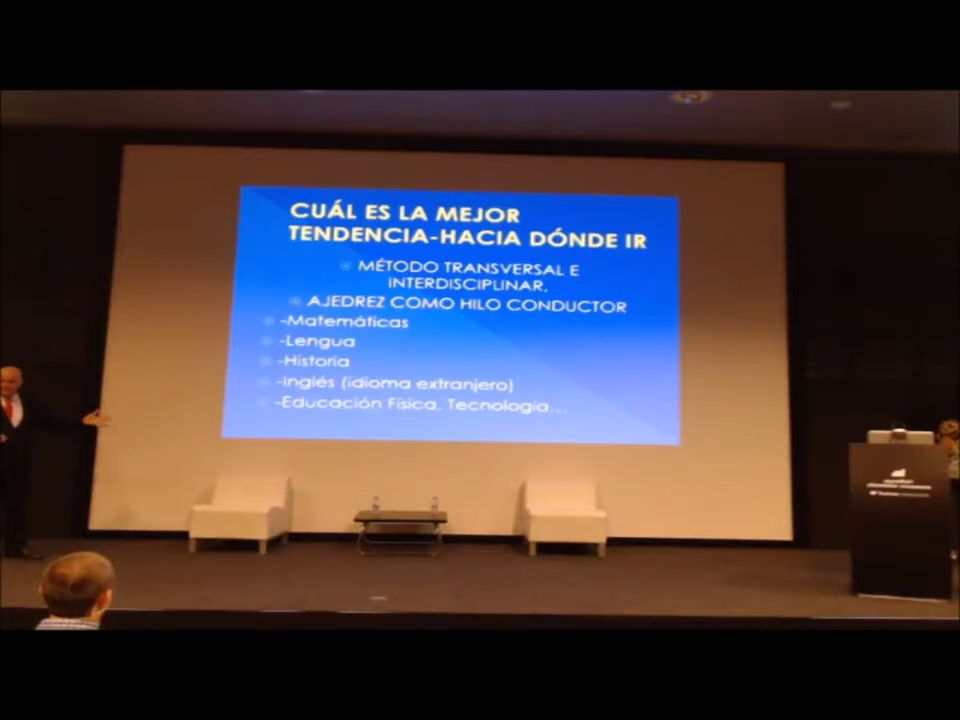 CUÁL ES LA MEJOR
TENDENCIA-HACIA DÓNDE IR
MÉTODO TRANSVERSAL E
INTERDISCIPLINAR,
AJEDREZ COMO HILO CONDUCTOR
-Matemáticas
-Lengua
-Historia
-Inglés (idioma extranjero)
-Educación Física, Tecnología...